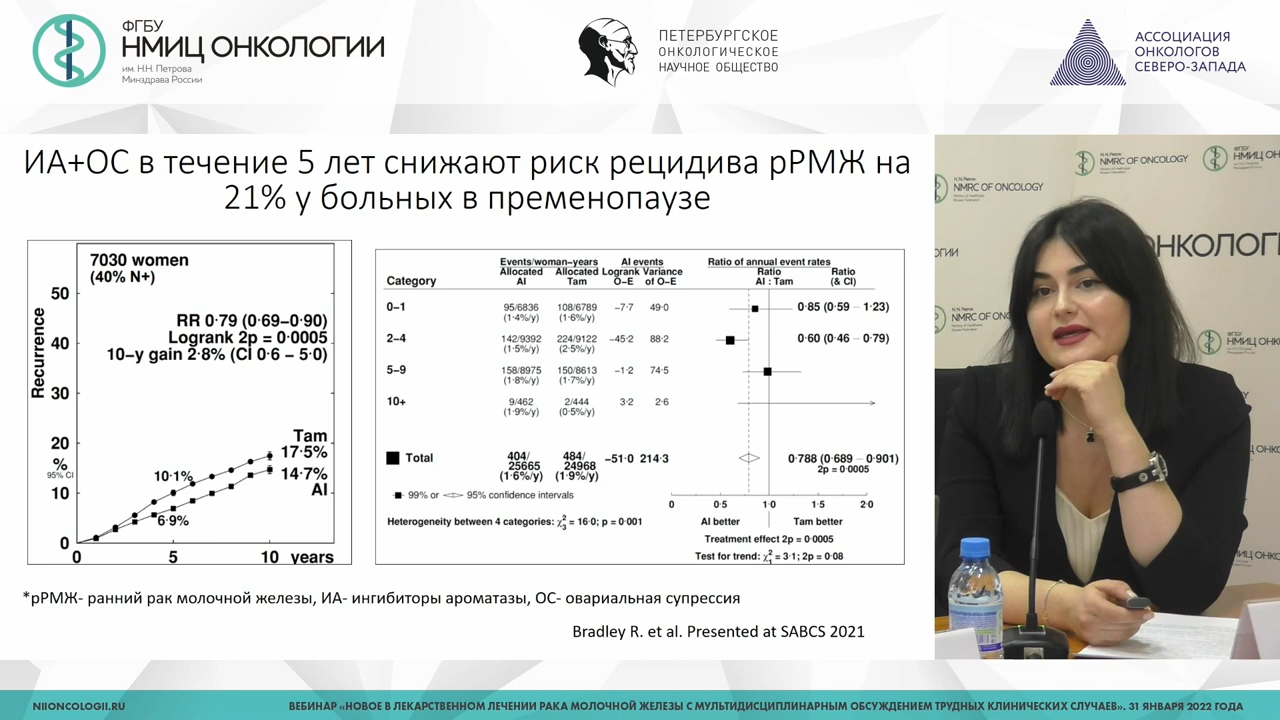 ФГБУ
НМИЦ ОНКОЛОГИИ
им. Н.Н. Петрова
Минздрава России
ПЕТЕРБУРГСКОЕ
ОНКОЛОГИЧЕСКОЕ
НАУЧНОЕ ОБЩЕСТВО
АССОЦИАЦИЯ
ОНКОЛОГОВ
СЕВЕРО-ЗАПАДА
ИА+ОС в течение 5 лет снижают риск рецидива рРМЖ на
21% у больных в пременопаузе
7030 women
(40% N+)
RR 0·79 (0·69–0·90)
Logrank 2p = 0·0005
10–y gain 2·8% (CI 0·6 – 5·0)
Recurrence
%
95% CI
50
40
30
20
10
0
Tam
17·5%
14·7%
AI
10·1%
6·9%
0 5 10 years
Events/woman–years AI events Ratio of annual event rates
Allocated Allocated Logrank Variance Ratio Ratio
Category AI Tam O–E of O–E AI : Tam (& CI)
0–1 95/6836 108/6789 –7·7 49·0 0·85 (0·59 – 1·23)
(1·4%/y) (1·6%/y)
2–4 142/9392 224/9122 –45·2 88·2 0·60 (0·46 – 0·79)
(1·5%/y) (2·5%/y)
5–9 158/8975 150/8613 –1·2 74·5
(1·8%/y) (1·7%/y)
10+ 9/462 2/444 3·2 2·6
(1·9%/y) (0·5%/y)
Total 404/ 484/ –51·0 214·3 0·788 (0·689 – 0·901)
25665 24968 2p = 0·0005
(1·6%/y) (1·9%/y)
99% or 95% confidence intervals
0 0·5 1·0 1·5 2·0
Heterogeneity between 4 categories: χ²₃ = 16·0; p = 0·001
AI better Tam better
Treatment effect 2p = 0·0005
Test for trend: χ²₁ = 3·1; 2p = 0·08
*рРМЖ- ранний рак молочной железы, ИА- ингибиторы ароматазы, ОС- овариальная супрессия
Bradley R. et al. Presented at SABCS 2021
NMRC OF ONCOLOGY
ФГБУ
NMRC OF ONCOLOGY
ОНКОЛОГИ
ФГБУ
NIIONCOLOGII.RU
ВЕБИНАР «НОВОЕ В ЛЕКАРСТВЕННОМ ЛЕЧЕНИИ РАКА МОЛОЧНОЙ ЖЕЛЕЗЫ С МУЛЬТИДИСЦИПЛИНАРНЫМ ОБСУЖДЕНИЕМ ТРУДНЫХ КЛИНИЧЕСКИХ СЛУЧАЕВ». 31 ЯНВАРЯ 2022 ГОДА